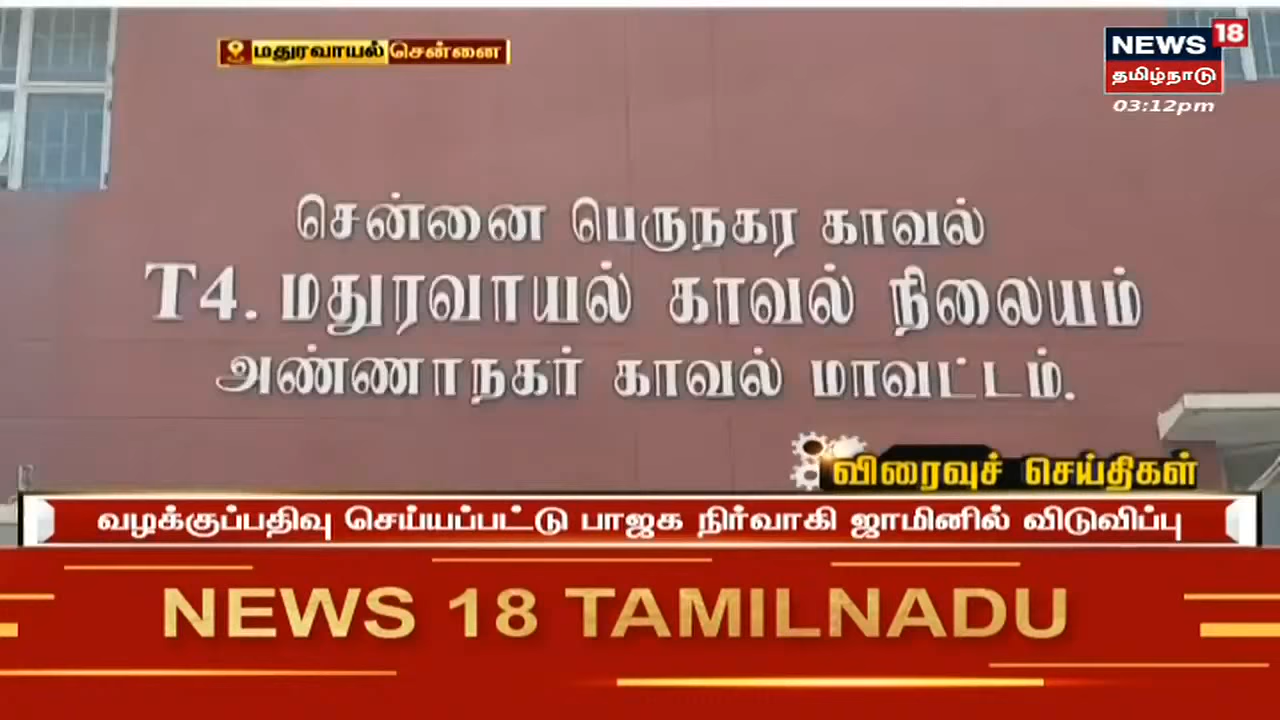 மதுரவாயல் சென்னை
NEWS 18
தமிழ்நாடு
03:12pm
சென்னை பெருநகர காவல்
T4. மதுரவாயல் காவல் நிலையம்
அண்ணாநகர் காவல் மாவட்டம்.
விரைவுச் செய்திகள்
வழக்குப்பதிவு செய்யப்பட்டு பாஜக நிர்வாகி ஜாமினில் விடுவிப்பு
NEWS 18 TAMILNADU